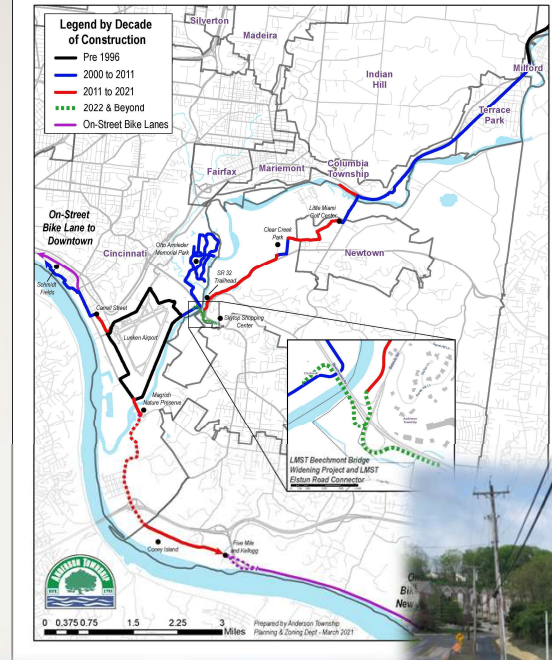 Legend by Decade
of Construction
Pre 1996
2000 to 2011
2011 to 2021
2022 & Beyond
On-Street Bike Lanes
Silverton
Madeira
Indian
Hill
Milford
Terrace
Park
Fairfax
Mariemont
Columbia
Township
Little Miami
Golf Center
On-Street
Bike Lane to
Downtown
Clear Creek
Park
Otto Armleder
Memorial Park
Cincinnati
Newtown
SR 32
Trailhead
Schmidt
Fields
Carrel Street
Skytop Shopping
Center
Lunken Airport
Magrish
Nature Preserve
LMST Beechmont Bridge
Widening Project and LMST
Elstun Road Connector
Coney Island
Five Mile
and Kellogg
ANDERSON TOWNSHIP
EST. 1793
0 0.375 0.75 1.5 2.25 3
Miles
Prepared by Anderson Township
Planning & Zoning Dept - March 2021